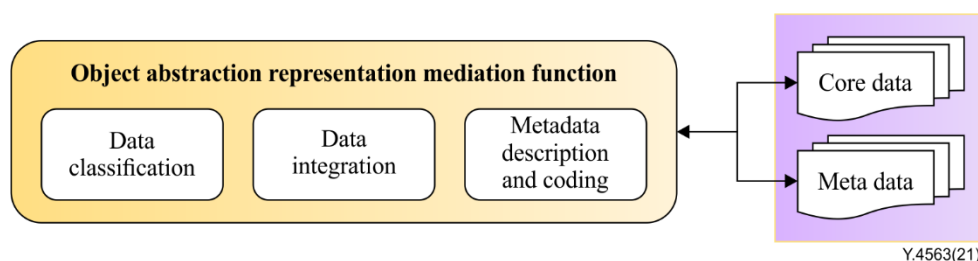 Object abstraction representation mediation function
Data
classification
Data
integration
Metadata
description
and coding
Core data
Meta data
Y.4563(21)